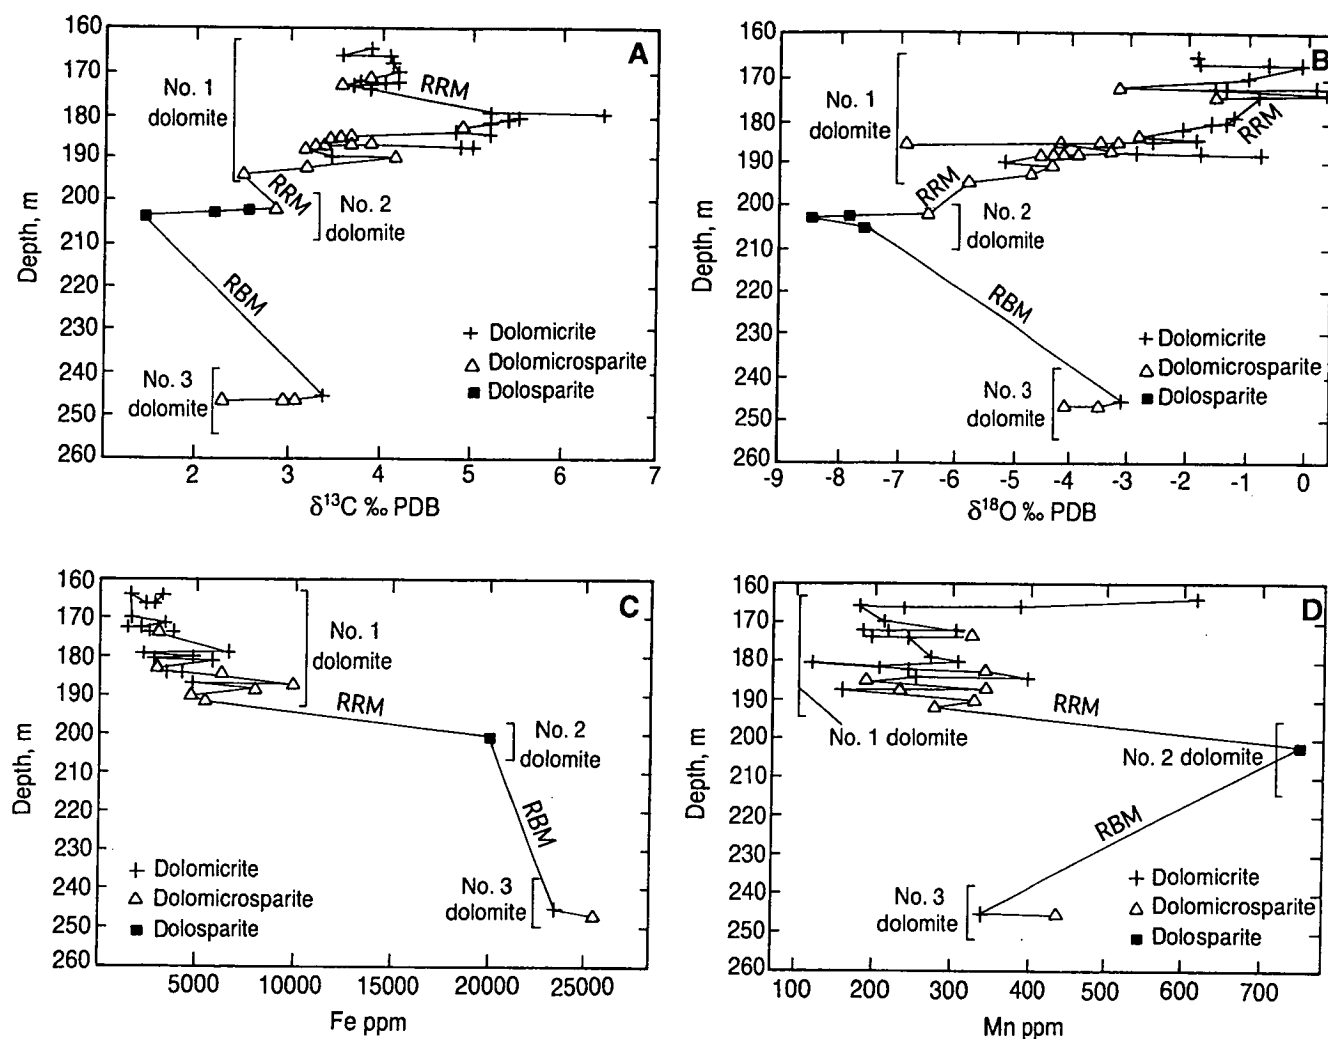 A
160
170
180
190
200
210
220
230
240
250
260
Depth, m
No. 1
dolomite
RRM
RRM
No. 2
dolomite
RBM
No. 3
dolomite
Dolomicrite
Dolomicrosparite
Dolosparite
2 3 4 5 6 7
δ¹³C ‰ PDB
B
160
170
180
190
200
210
220
230
240
250
260
Depth, m
No. 1
dolomite
RRM
RRM
No. 2
dolomite
RBM
No. 3
dolomite
Dolomicrite
Dolomicrosparite
Dolosparite
-9 -8 -7 -6 -5 -4 -3 -2 -1 0
δ¹⁸O ‰ PDB
C
160
170
180
190
200
210
220
230
240
250
260
Depth, m
No. 1
dolomite
RRM
No. 2
dolomite
RBM
No. 3
dolomite
Dolomicrite
Dolomicrosparite
Dolosparite
5000 10000 15000 20000 25000
Fe ppm
D
160
170
180
190
200
210
220
230
240
250
260
Depth, m
No. 1 dolomite
RRM
No. 2 dolomite
RBM
No. 3
dolomite
Dolomicrite
Dolomicrosparite
Dolosparite
100 200 300 400 500 600 700
Mn ppm